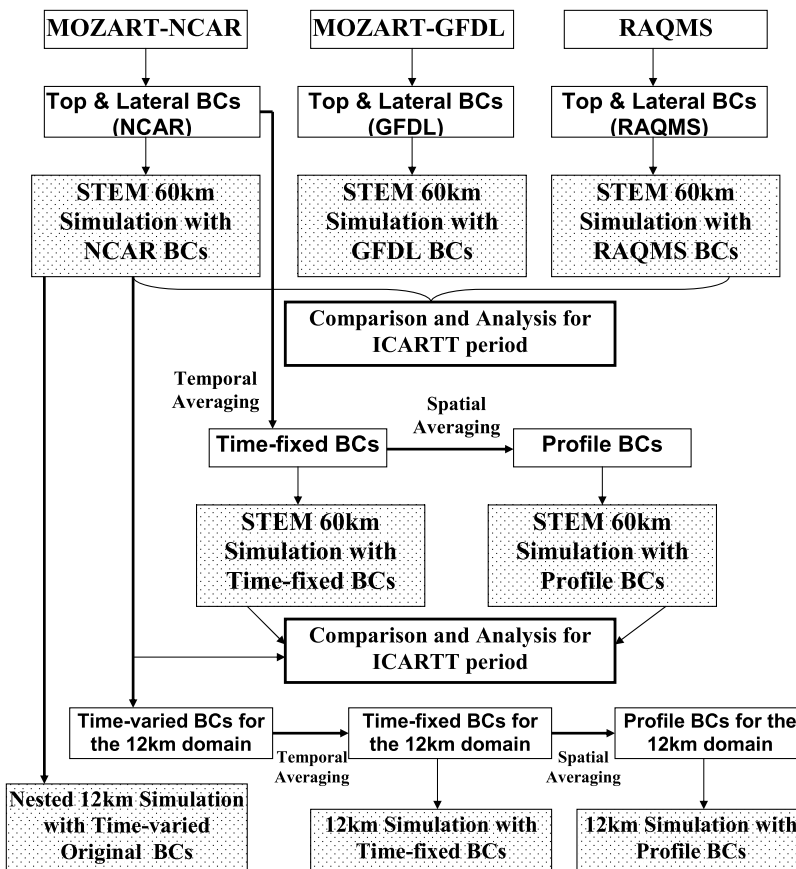 MOZART-NCAR
MOZART-GFDL
RAQMS
Top & Lateral BCs
(NCAR)
Top & Lateral BCs
(GFDL)
Top & Lateral BCs
(RAQMS)
STEM 60km
Simulation with
NCAR BCs
STEM 60km
Simulation with
GFDL BCs
STEM 60km
Simulation with
RAQMS BCs
Comparison and Analysis for
ICARTT period
Temporal
Averaging
Spatial
Averaging
Time-fixed BCs
Profile BCs
STEM 60km
Simulation with
Time-fixed BCs
STEM 60km
Simulation with
Profile BCs
Comparison and Analysis for
ICARTT period
Time-varied BCs for
the 12km domain
Temporal
Averaging
Time-fixed BCs for
the 12km domain
Spatial
Averaging
Profile BCs for the
12km domain
Nested 12km Simulation
with Time-varied
Original BCs
12km Simulation with
Time-fixed BCs
12km Simulation with
Profile BCs